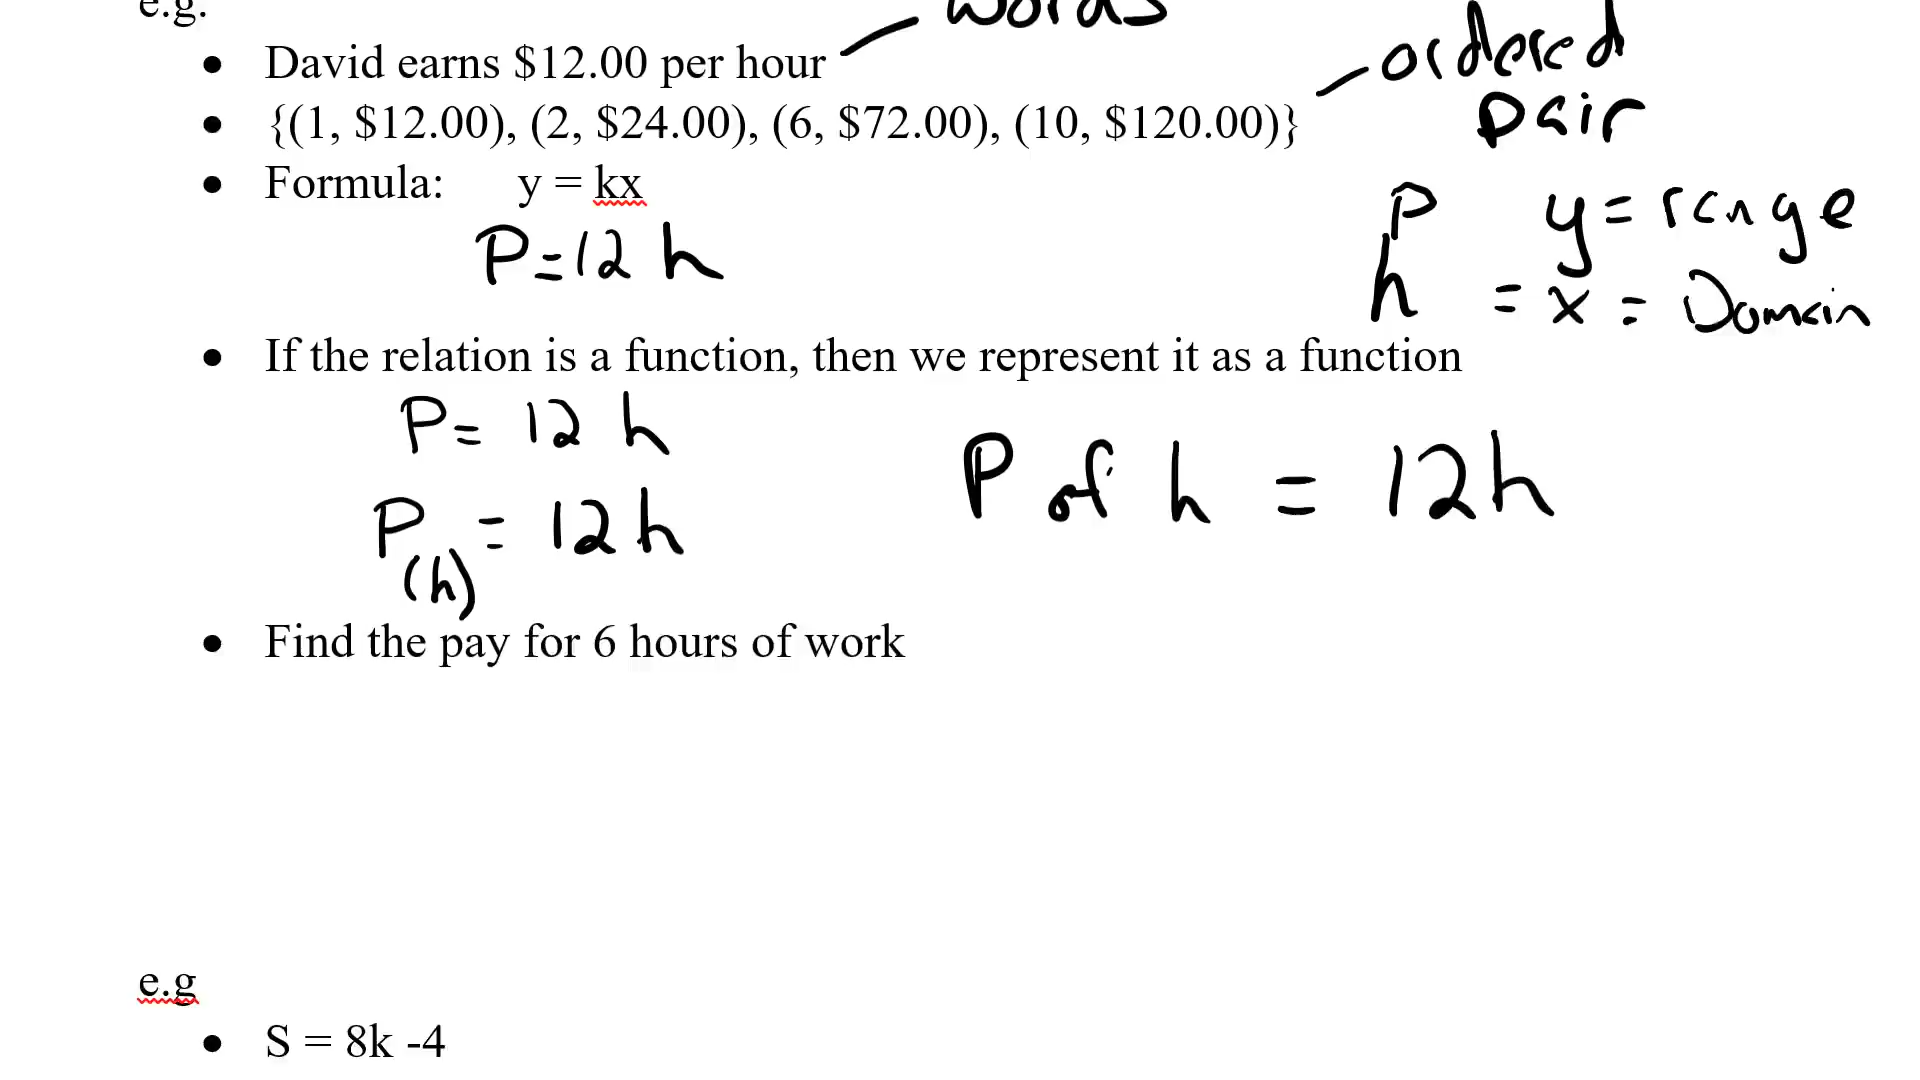 e.g.
words
• David earns $12.00 per hour
ordered
pair
• {(1, $12.00), (2, $24.00), (6, $72.00), (10, $120.00)}
• Formula: y = kx
P=12 h
P y = range
h = x = Domain
• If the relation is a function, then we represent it as a function
P= 12 h
P of h = 12h
P(h) = 12h
• Find the pay for 6 hours of work
e.g
• S = 8k -4